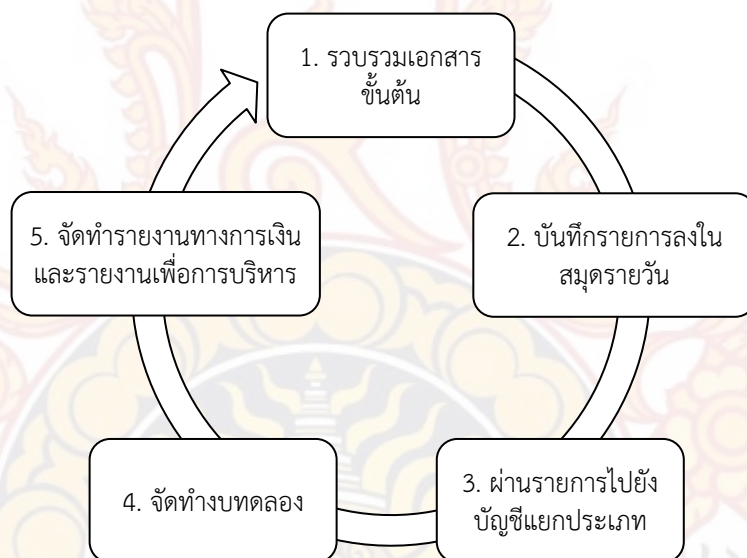 1. รวบรวมเอกสาร
ขั้นต้น
2. บันทึกรายการลงใน
สมุดรายวัน
3. ผ่านรายการไปยัง
บัญชีแยกประเภท
4. จัดทำงบทดลอง
5. จัดทำรายงานทางการเงิน
และรายงานเพื่อการบริหาร